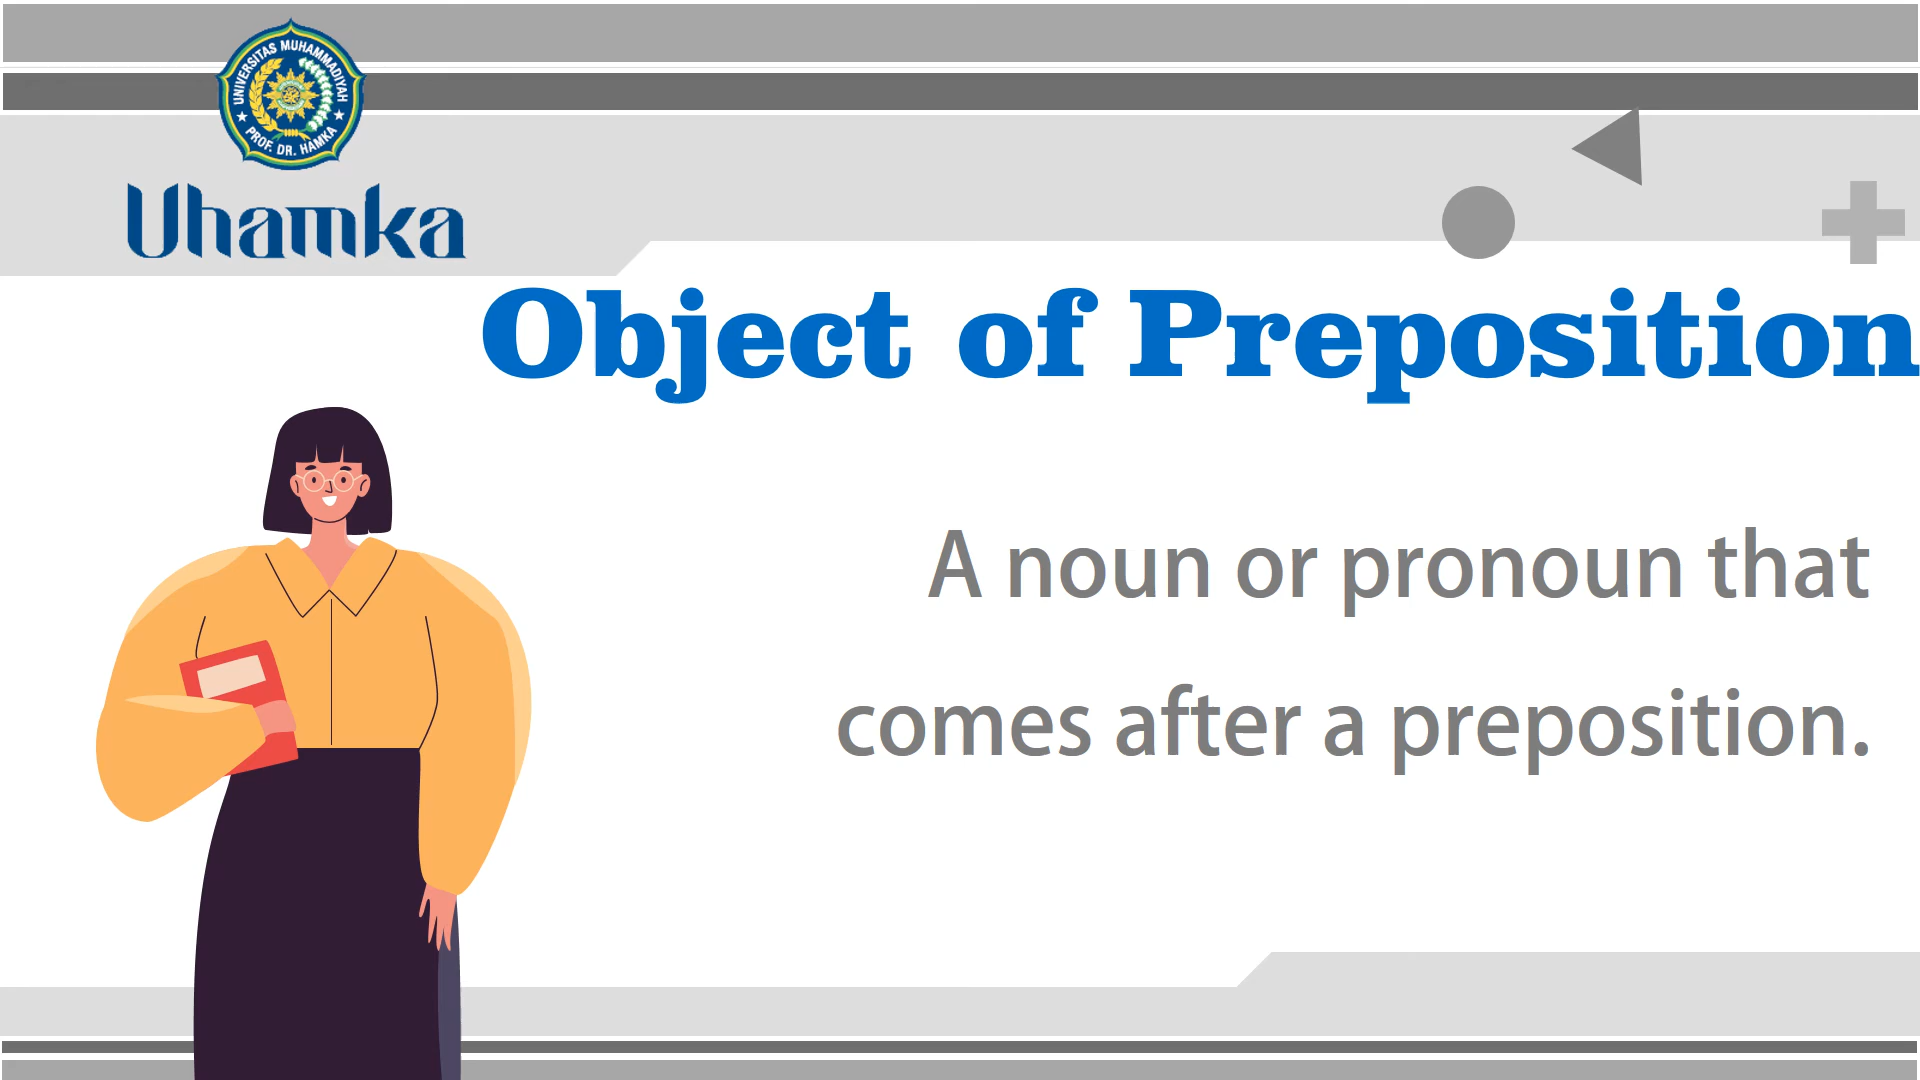 UNIVERSITAS MUHAMMADIYAH
PROF. DR. HAMKA
Uhamka
Object of Preposition
A noun or pronoun that
comes after a preposition.